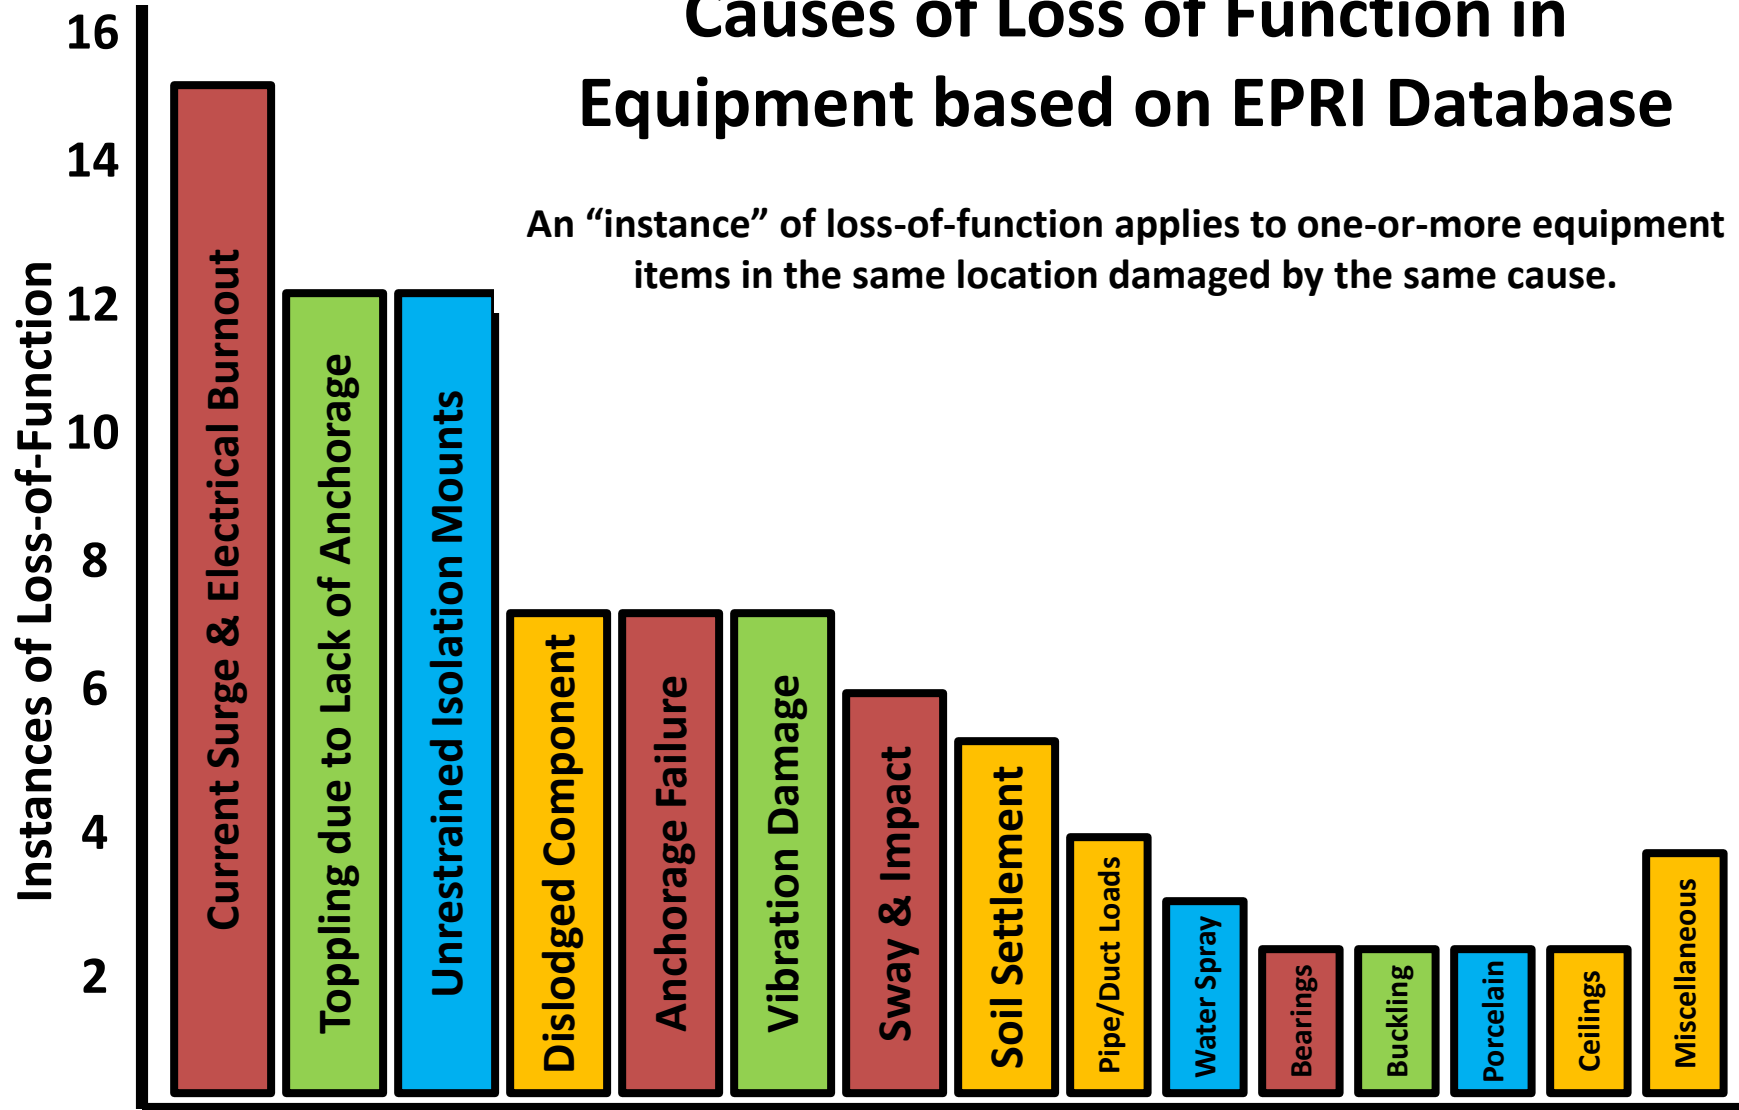 Causes of Loss of Function in
Equipment based on EPRI Database
An “instance” of loss-of-function applies to one-or-more equipment
items in the same location damaged by the same cause.
Instances of Loss-of-Function
16
14
12
10
8
6
4
2
Current Surge & Electrical Burnout
Toppling due to Lack of Anchorage
Unrestrained Isolation Mounts
Dislodged Component
Anchorage Failure
Vibration Damage
Sway & Impact
Soil Settlement
Pipe/Duct Loads
Water Spray
Bearings
Buckling
Porcelain
Ceilings
Miscellaneous